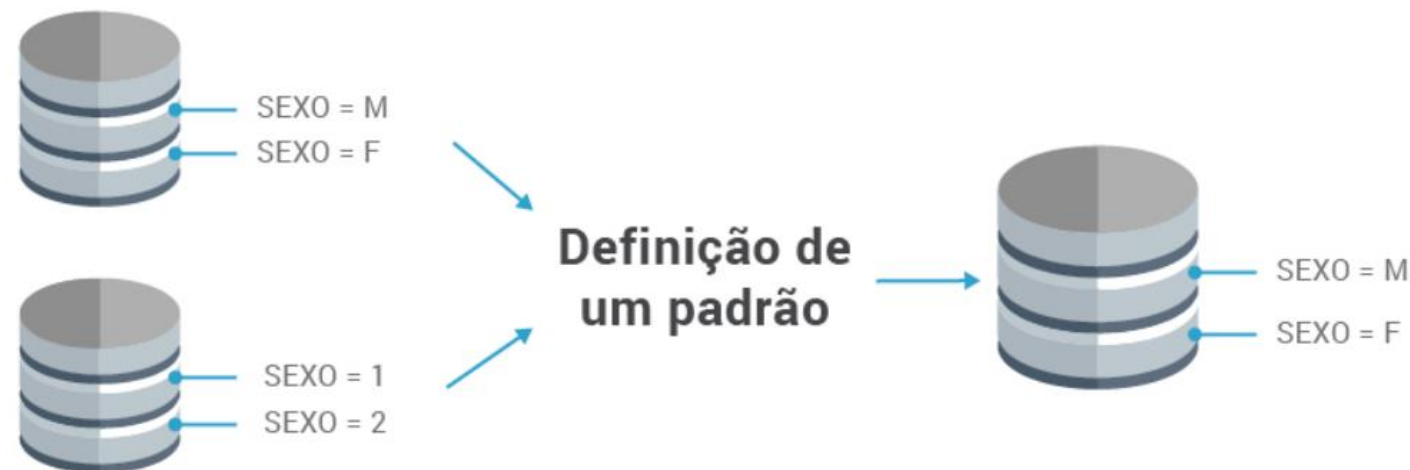 SEXO = M
SEXO = F
SEXO = 1
SEXO = 2
Definição de
um padrão
SEXO = M
SEXO = F